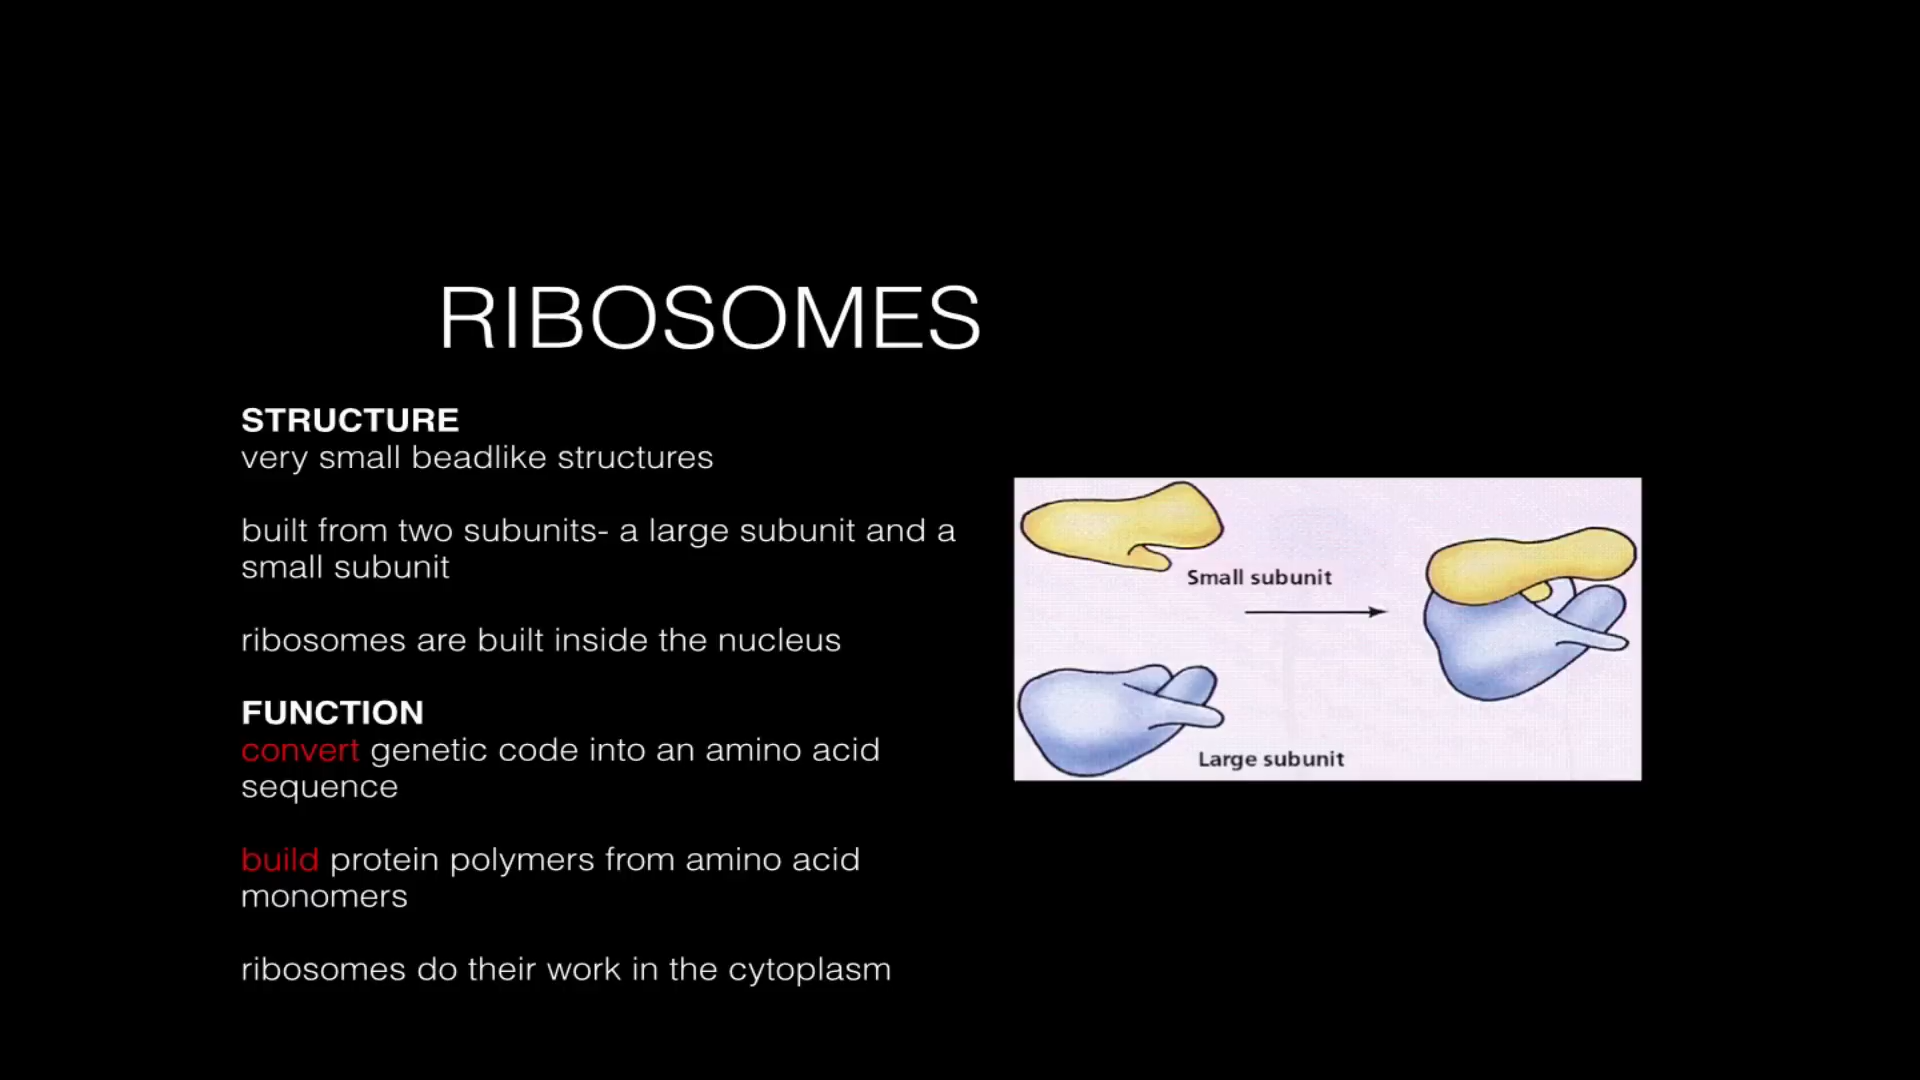 RIBOSOMES
STRUCTURE
very small beadlike structures
built from two subunits- a large subunit and a
small subunit
ribosomes are built inside the nucleus
FUNCTION
convert genetic code into an amino acid
sequence
build protein polymers from amino acid
monomers
ribosomes do their work in the cytoplasm
Small subunit
Large subunit